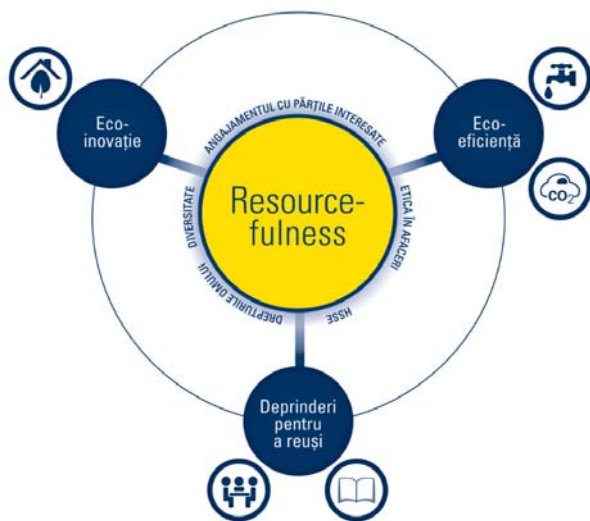 Eco-
inovație
Eco-
eficiență
CO2
ANGAJAMENTUL CU PĂRȚILE INTERESATE
DIVERSITATE
ETICA ÎN AFACERI
Resource-
fulness
DREPTURILE OMULUI
HSSE
Deprinderi
pentru
a reuși